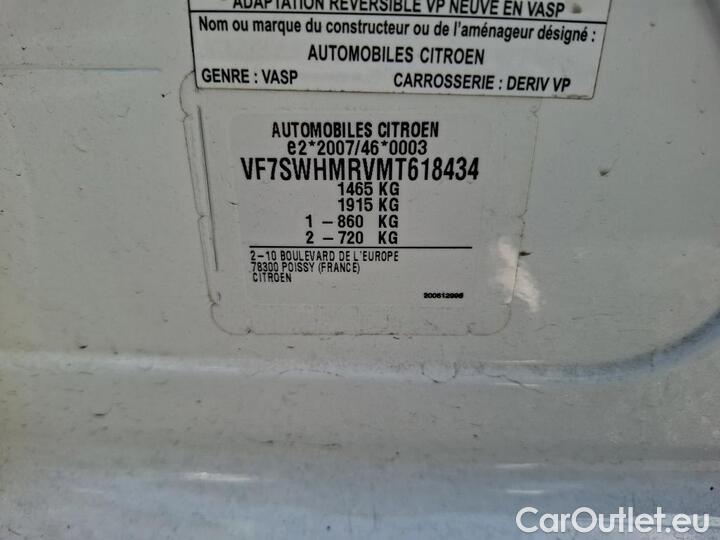 ADAPTATION RÉVERSIBLE VP NEUVE EN VASP
Nom ou marque du constructeur ou de l'aménageur désigné :
AUTOMOBILES CITROEN
GENRE : VASP CARROSSERIE : DERIV VP
AUTOMOBILES CITROEN
e2*2007/46*0003
VF7SWHMRVMT618434
1465 KG
1915 KG
1 – 860 KG
2 – 720 KG
2–10 BOULEVARD DE L'EUROPE
78300 POISSY (FRANCE)
CITROEN
CarOutlet.eu